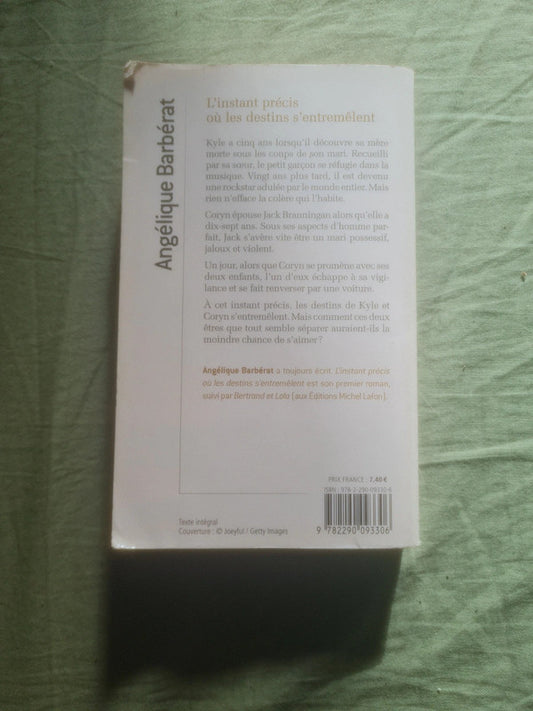 Angélique Barbérat
L'instant précis
où les destins s'entremêlent
Kyle a cinq ans lorsqu'il découvre sa mère
morte sous les coups de son mari. Recueilli
par sa sœur, le petit garçon se réfugie dans la
musique. Vingt ans plus tard, il est devenu
une rockstar adulée par le monde entier. Mais
rien n'efface la colère qui l'habite.
Coryn épouse Jack Branningan alors qu'elle a
dix-sept ans. Sous ses aspects d'homme par-
fait, Jack s'avère vite être un mari possessif,
jaloux et violent.
Un jour, alors que Coryn se promène avec ses
deux enfants, l'un d'eux échappe à sa vigi-
lance et se fait renverser par une voiture.
À cet instant précis, les destins de Kyle et
Coryn s'entremêlent. Mais comment ces deux
êtres que tout semble séparer auraient-ils la
moindre chance de s'aimer ?
Angélique Barbérat a toujours écrit. L'instant précis
où les destins s'entremêlent est son premier roman,
suivi par Bertrand et Lola (aux Éditions Michel Lafon).
PRIX FRANCE : 7,40 €
ISBN : 978-2-290-09330-6
Texte intégral
Couverture : © Joeyful / Getty Images
9 782290 093306